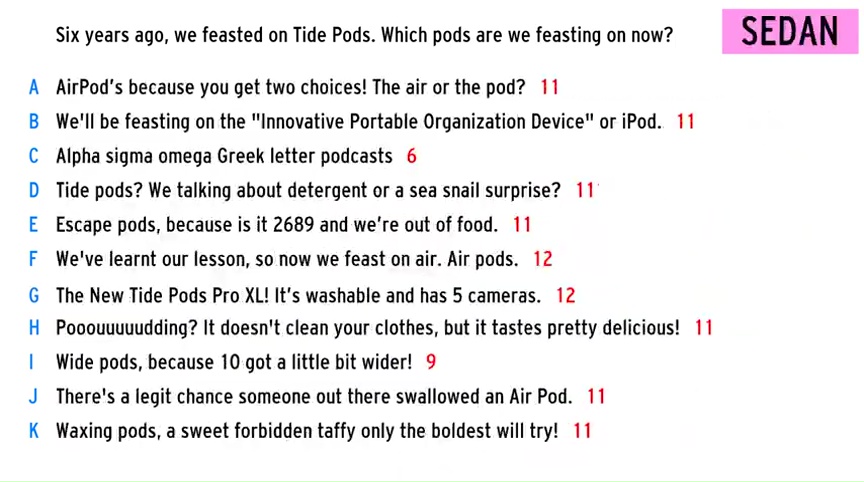 Six years ago, we feasted on Tide Pods. Which pods are we feasting on now?
SEDAN
A AirPod's because you get two choices! The air or the pod? 11
B We'll be feasting on the "Innovative Portable Organization Device" or iPod. 11
C Alpha sigma omega Greek letter podcasts 6
D Tide pods? We talking about detergent or a sea snail surprise? 11
E Escape pods, because is it 2689 and we're out of food. 11
F We've learnt our lesson, so now we feast on air. Air pods. 12
G The New Tide Pods Pro XL! It's washable and has 5 cameras. 12
H Pooouuuuudding? It doesn't clean your clothes, but it tastes pretty delicious! 11
I Wide pods, because 10 got a little bit wider! 9
J There's a legit chance someone out there swallowed an Air Pod. 11
K Waxing pods, a sweet forbidden taffy only the boldest will try! 11